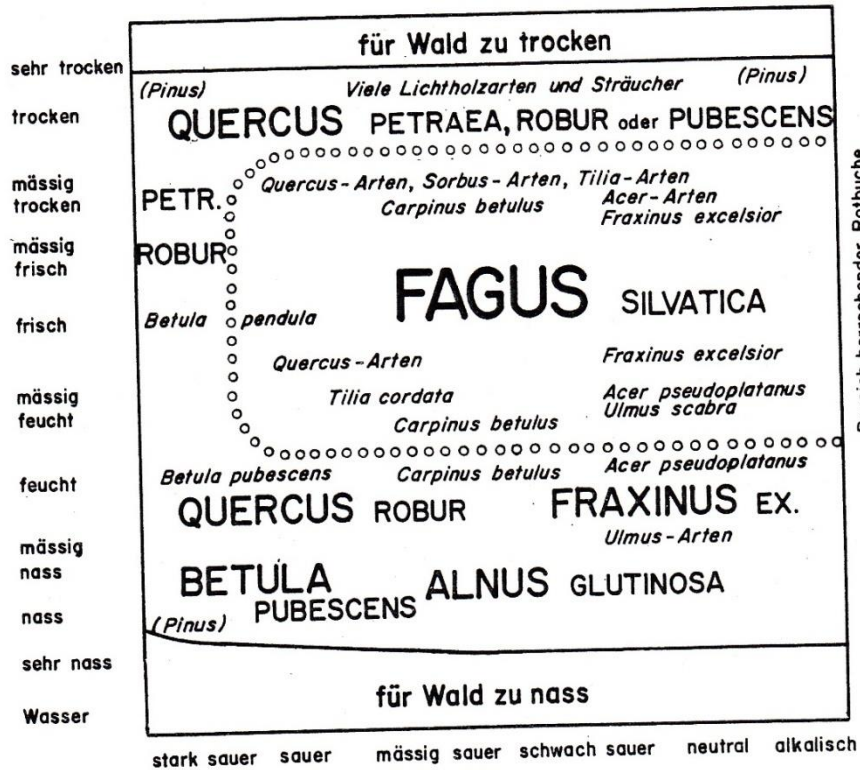 für Wald zu trocken
sehr trocken
(Pinus) Viele Lichtholzarten und Sträucher (Pinus)
trocken QUERCUS PETRAEA, ROBUR oder PUBESCENS
mässig
trocken
PETR. Quercus-Arten, Sorbus-Arten, Tilia-Arten
Carpinus betulus Acer-Arten
Fraxinus excelsior
mässig
frisch
ROBUR
FAGUS SILVATICA
frisch Betula pendula
Quercus-Arten Fraxinus excelsior
mässig
feucht
Tilia cordata Acer pseudoplatanus
Carpinus betulus Ulmus scabra
feucht Betula pubescens Carpinus betulus Acer pseudoplatanus
QUERCUS ROBUR FRAXINUS EX.
Ulmus-Arten
mässig
nass
BETULA ALNUS GLUTINOSA
PUBESCENS
nass (Pinus)
sehr nass
für Wald zu nass
Wasser
stark sauer sauer mässig sauer schwach sauer neutral alkalisch
herrschender Rotbuche